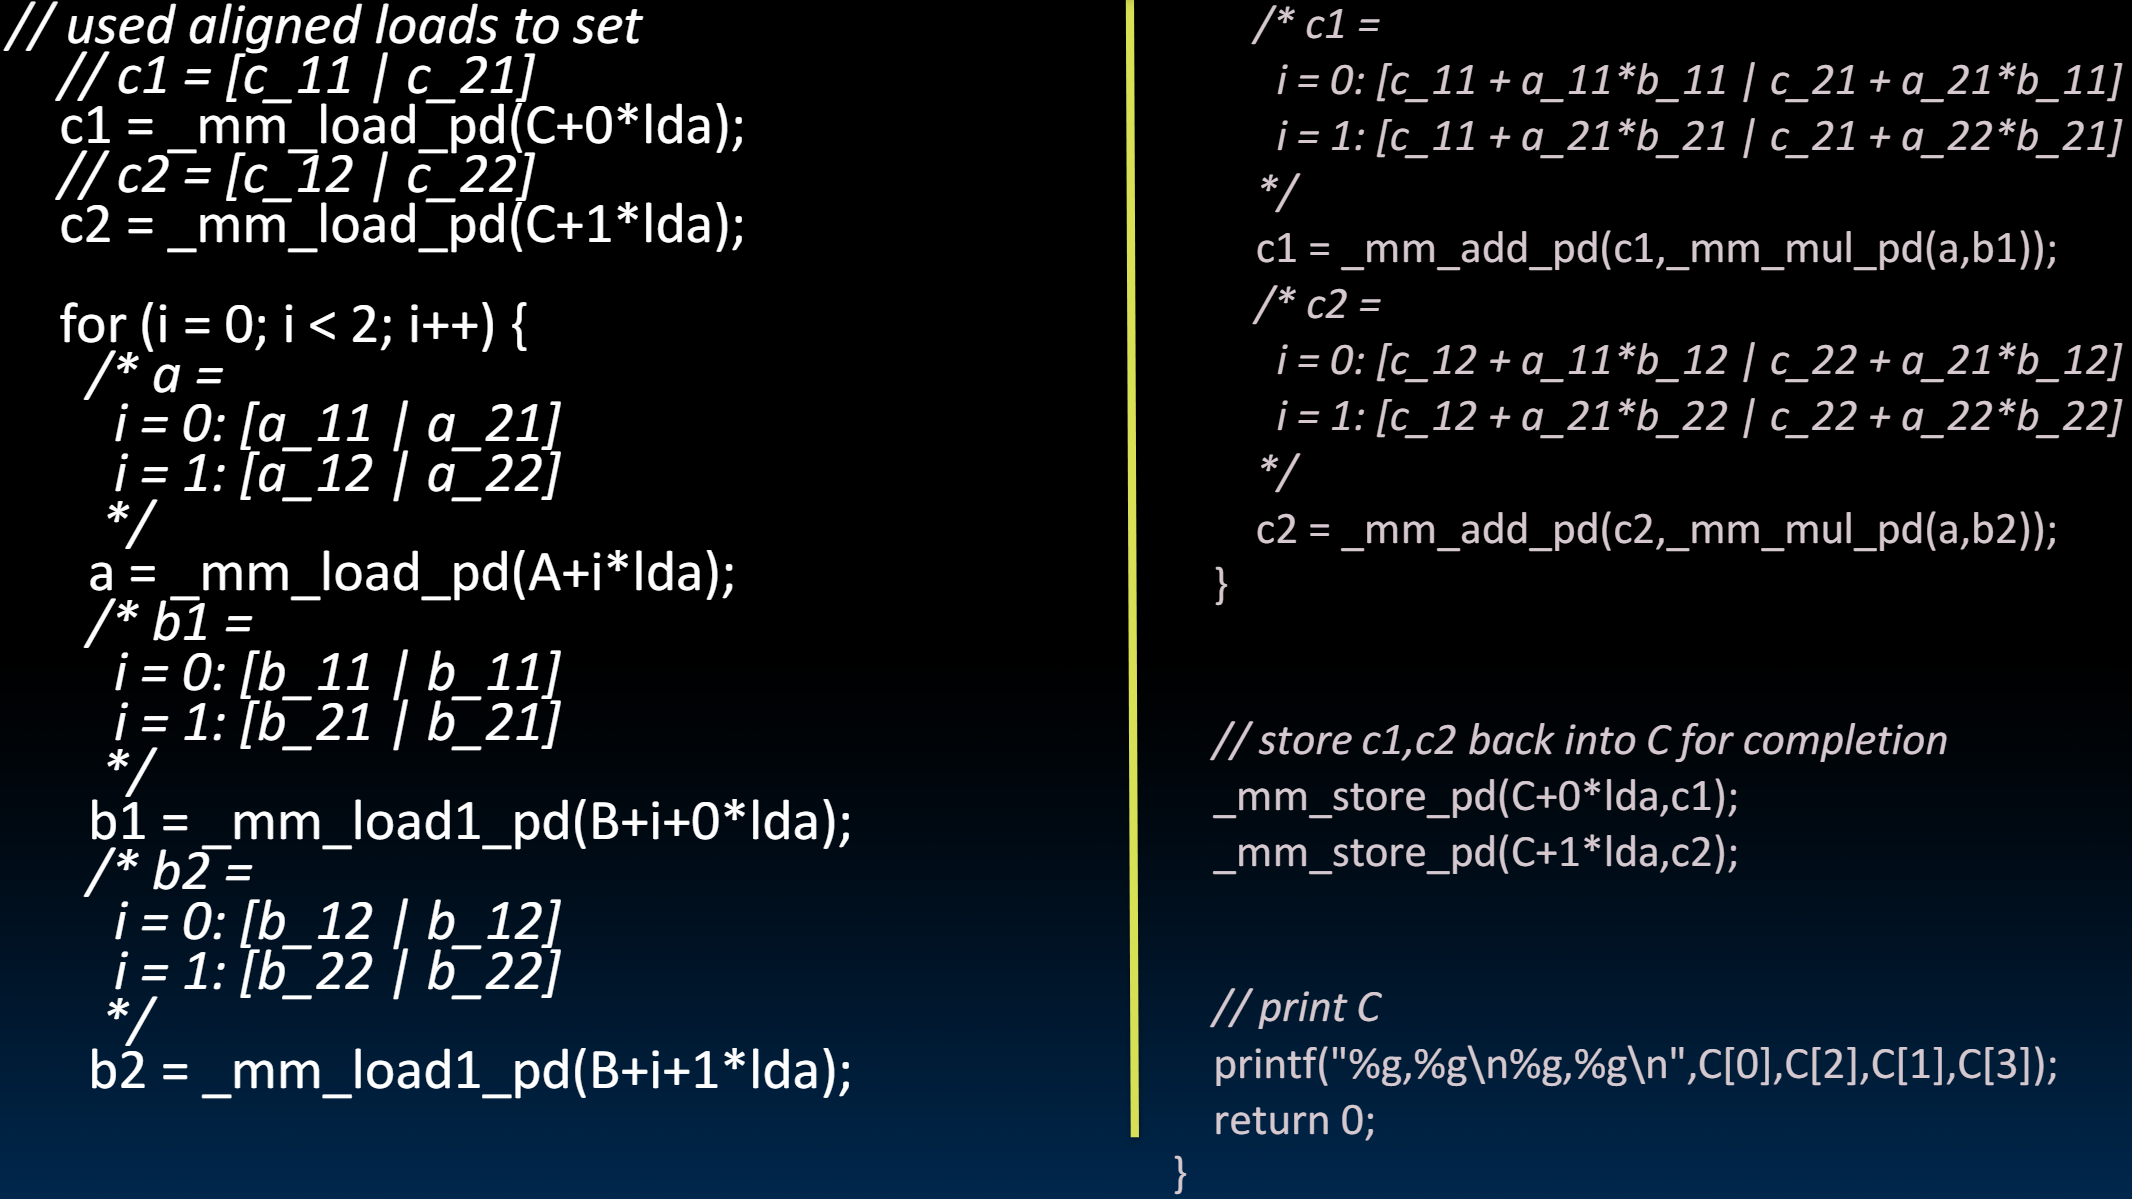 // used aligned loads to set
// c1 = [c_11 | c_21]
c1 = _mm_load_pd(C+0*lda);
// c2 = [c_12 | c_22]
c2 = _mm_load_pd(C+1*lda);
for (i = 0; i < 2; i++) {
/* a =
i = 0: [a_11 | a_21]
i = 1: [a_12 | a_22]
*/
a = _mm_load_pd(A+i*lda);
/* b1 =
i = 0: [b_11 | b_11]
i = 1: [b_21 | b_21]
*/
b1 = _mm_load1_pd(B+i+0*lda);
/* b2 =
i = 0: [b_12 | b_12]
i = 1: [b_22 | b_22]
*/
b2 = _mm_load1_pd(B+i+1*lda);
/* c1 =
i = 0: [c_11 + a_11*b_11 | c_21 + a_21*b_11]
i = 1: [c_11 + a_21*b_21 | c_21 + a_22*b_21]
*/
c1 = _mm_add_pd(c1,_mm_mul_pd(a,b1));
/* c2 =
i = 0: [c_12 + a_11*b_12 | c_22 + a_21*b_12]
i = 1: [c_12 + a_21*b_22 | c_22 + a_22*b_22]
*/
c2 = _mm_add_pd(c2,_mm_mul_pd(a,b2));
}
// store c1,c2 back into C for completion
_mm_store_pd(C+0*lda,c1);
_mm_store_pd(C+1*lda,c2);
// print C
printf("%g,%g\n%g,%g\n",C[0],C[2],C[1],C[3]);
return 0;
}